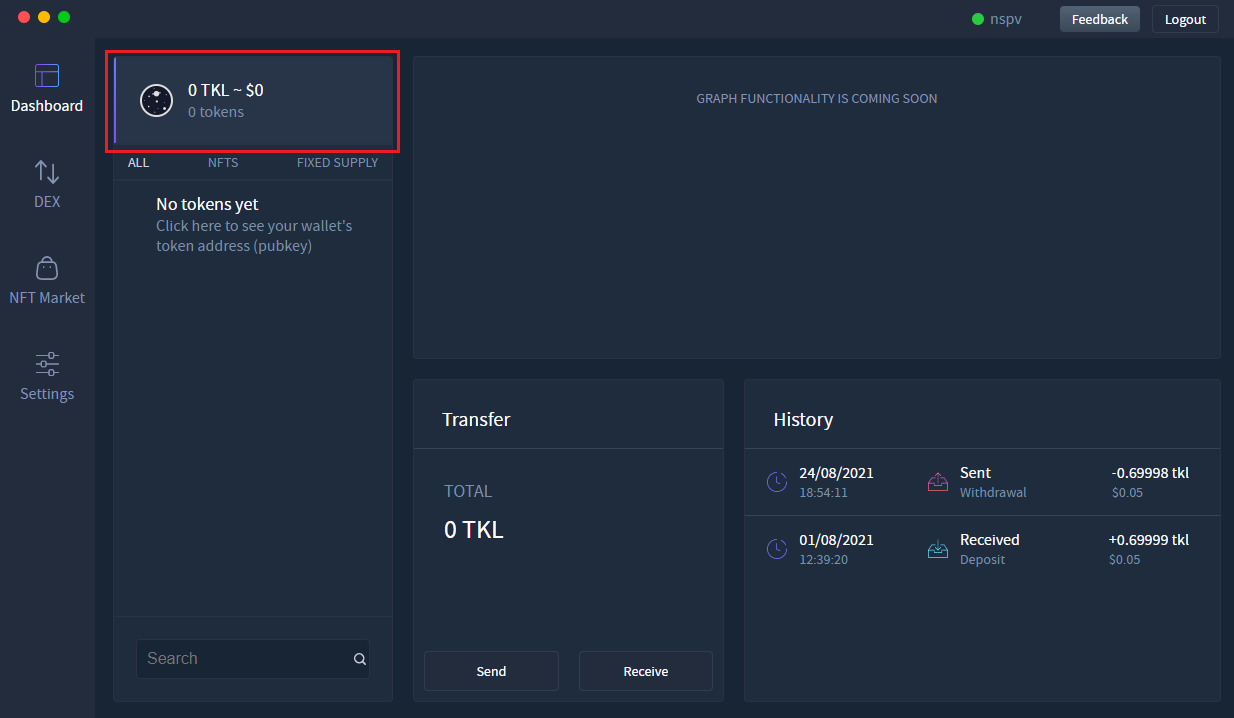 nspv
Feedback
Logout
Dashboard
DEX
NFT Market
Settings
0 TKL ~ $0
0 tokens
ALL NFTS FIXED SUPPLY
No tokens yet
Click here to see your wallet's
token address (pubkey)
Search
GRAPH FUNCTIONALITY IS COMING SOON
Transfer
TOTAL
0 TKL
Send Receive
History
24/08/2021 Sent -0.69998 tkl
18:54:11 Withdrawal $0.05
01/08/2021 Received +0.69999 tkl
12:39:20 Deposit $0.05